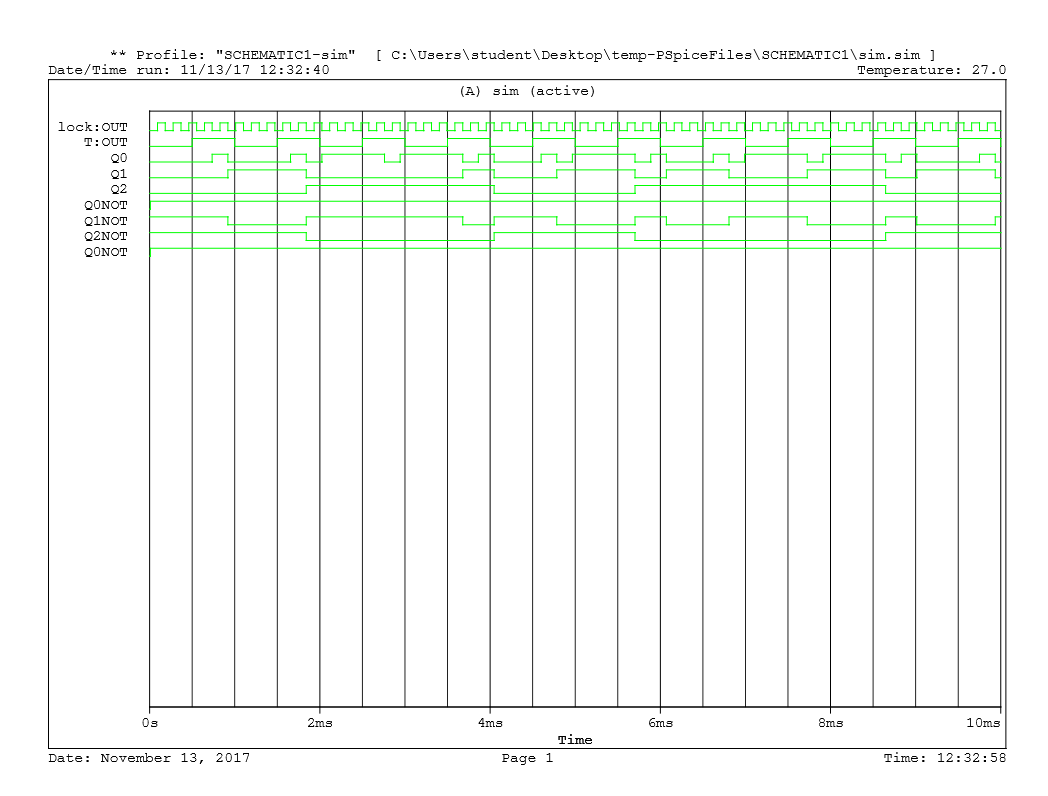 ** Profile: "SCHEMATIC1-sim"  [ C:\Users\student\Desktop\temp-PSpiceFiles\SCHEMATIC1\sim.sim ]
Date/Time run: 11/13/17 12:32:40 Temperature: 27.0
(A) sim (active)
lock:OUT
T:OUT
Q0
Q1
Q2
Q0NOT
Q1NOT
Q2NOT
Q0NOT
0s 2ms 4ms 6ms 8ms 10ms
Time
Date: November 13, 2017 Page 1 Time: 12:32:58